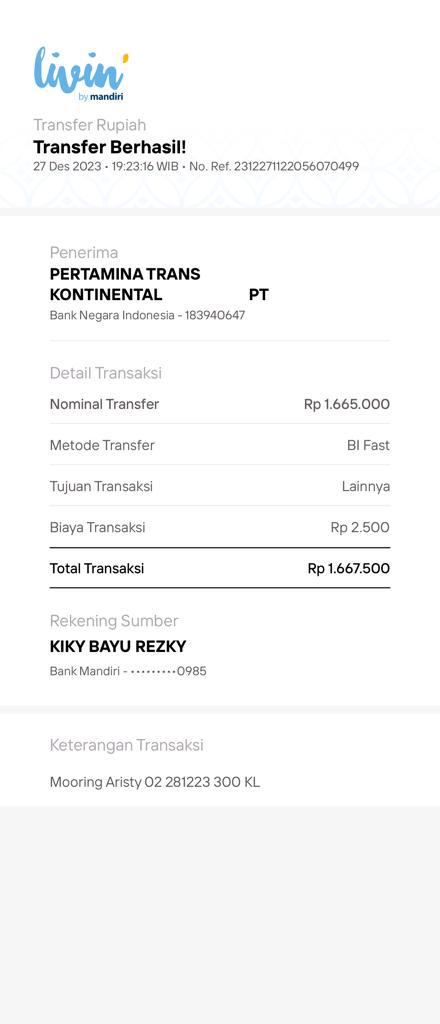 livin'
by mandiri
Transfer Rupiah
Transfer Berhasil!
27 Des 2023 • 19:23:16 WIB • No. Ref. 2312271122056070499
Penerima
PERTAMINA TRANS
KONTINENTAL PT
Bank Negara Indonesia - 183940647
Detail Transaksi
Nominal Transfer Rp 1.665.000
Metode Transfer BI Fast
Tujuan Transaksi Lainnya
Biaya Transaksi Rp 2.500
Total Transaksi Rp 1.667.500
Rekening Sumber
KIKY BAYU REZKY
Bank Mandiri - •••••••••0985
Keterangan Transaksi
Mooring Aristy 02 281223 300 KL